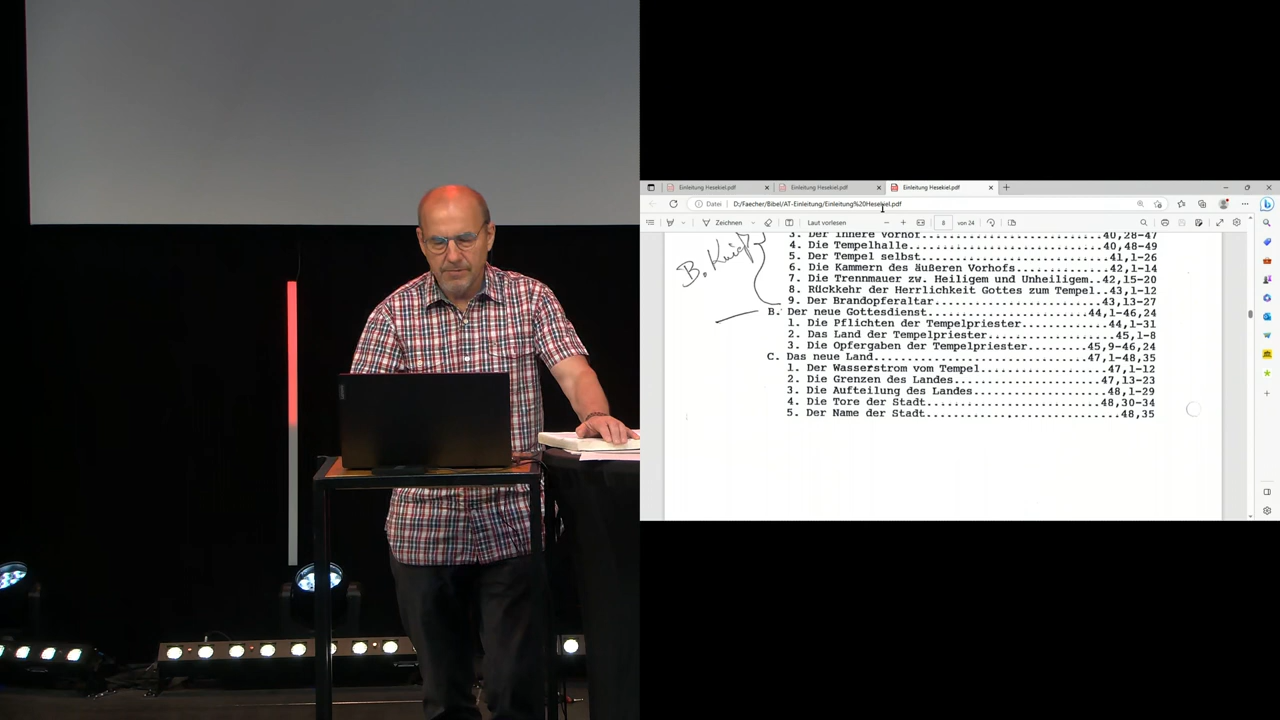 Einleitung Hesekiel.pdf
Einleitung Hesekiel.pdf
Einleitung Hesekiel.pdf
Datei D:/Faecher/Bibel/AT-Einleitung/Einleitung%20Hesekiel.pdf
Zeichnen Laut vorlesen 8 von 24
3. Der innere Vorhof 40,28-47
4. Die Tempelhalle 40,48-49
5. Der Tempel selbst 41,1-26
6. Die Kammern des äußeren Vorhofs 42,1-14
7. Die Trennmauer zw. Heiligem und Unheiligem 42,15-20
8. Rückkehr der Herrlichkeit Gottes zum Tempel 43,1-12
9. Der Brandopferaltar 43,13-27
B. Der neue Gottesdienst 44,1-46,24
1. Die Pflichten der Tempelpriester 44,1-31
2. Das Land der Tempelpriester 45,1-8
3. Die Opfergaben der Tempelpriester 45,9-46,24
C. Das neue Land 47,1-48,35
1. Der Wasserstrom vom Tempel 47,1-12
2. Die Grenzen des Landes 47,13-23
3. Die Aufteilung des Landes 48,1-29
4. Die Tore der Stadt 48,30-34
5. Der Name der Stadt 48,35